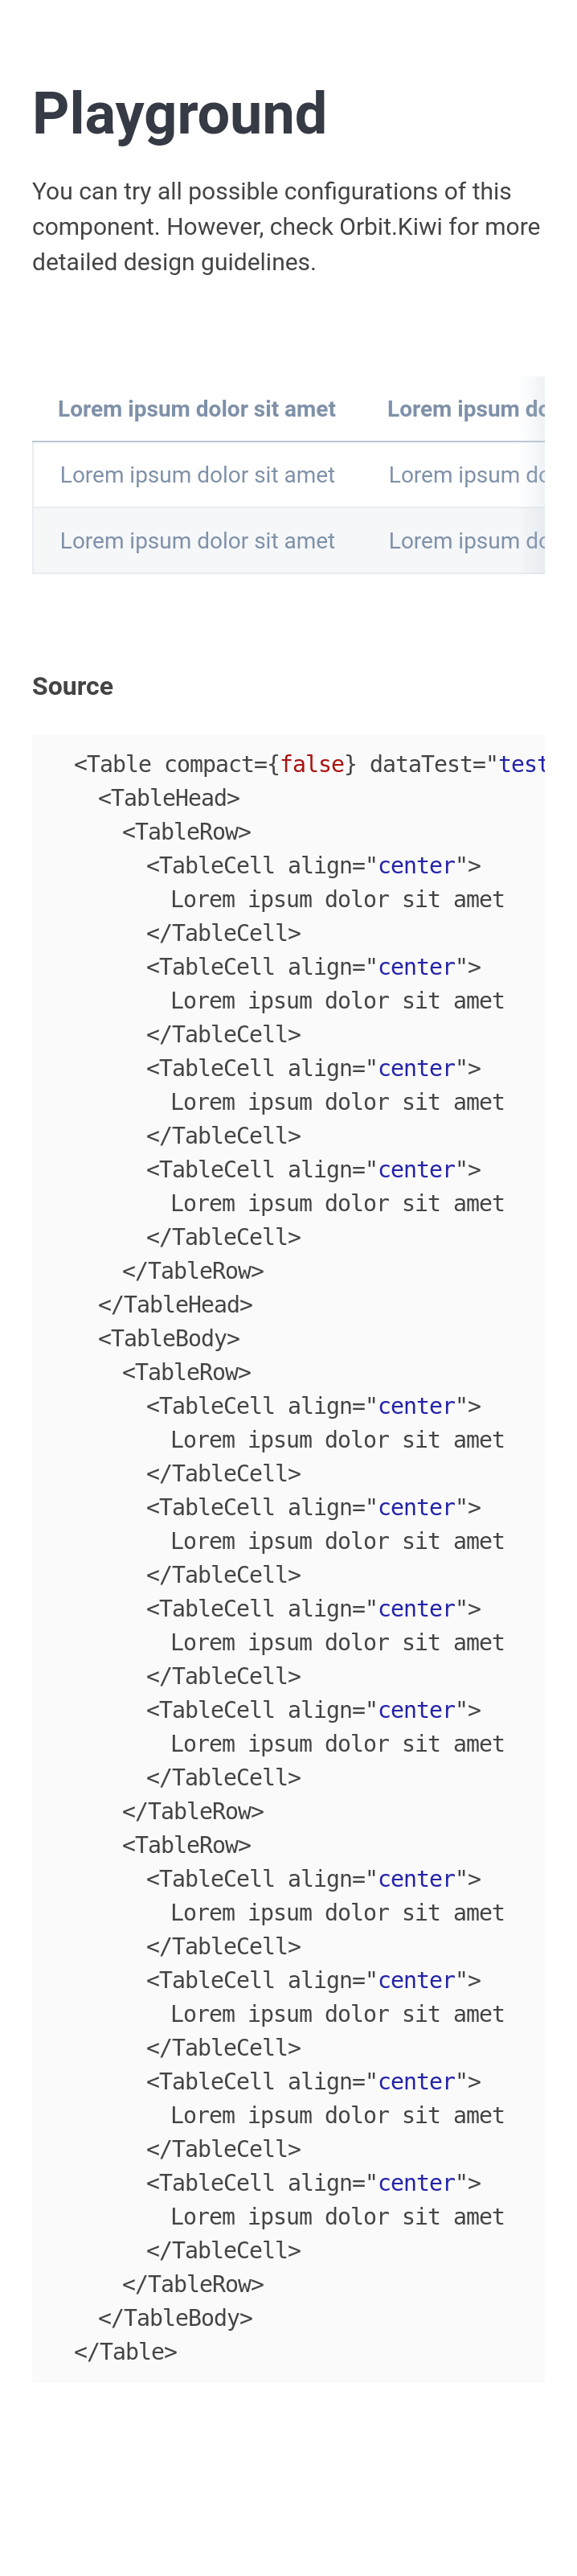 Playground
You can try all possible configurations of this
component. However, check Orbit.Kiwi for more
detailed design guidelines.
Lorem ipsum dolor sit amet Lorem ipsum
Lorem ipsum dolor sit amet Lorem ipsum
Lorem ipsum dolor sit amet Lorem ipsum
Source
<Table compact={false} dataTest="test
<TableHead>
<TableRow>
<TableCell align="center">
Lorem ipsum dolor sit amet
</TableCell>
<TableCell align="center">
Lorem ipsum dolor sit amet
</TableCell>
<TableCell align="center">
Lorem ipsum dolor sit amet
</TableCell>
<TableCell align="center">
Lorem ipsum dolor sit amet
</TableCell>
</TableRow>
</TableHead>
<TableBody>
<TableRow>
<TableCell align="center">
Lorem ipsum dolor sit amet
</TableCell>
<TableCell align="center">
Lorem ipsum dolor sit amet
</TableCell>
<TableCell align="center">
Lorem ipsum dolor sit amet
</TableCell>
<TableCell align="center">
Lorem ipsum dolor sit amet
</TableCell>
</TableRow>
<TableRow>
<TableCell align="center">
Lorem ipsum dolor sit amet
</TableCell>
<TableCell align="center">
Lorem ipsum dolor sit amet
</TableCell>
<TableCell align="center">
Lorem ipsum dolor sit amet
</TableCell>
<TableCell align="center">
Lorem ipsum dolor sit amet
</TableCell>
</TableRow>
</TableBody>
</Table>